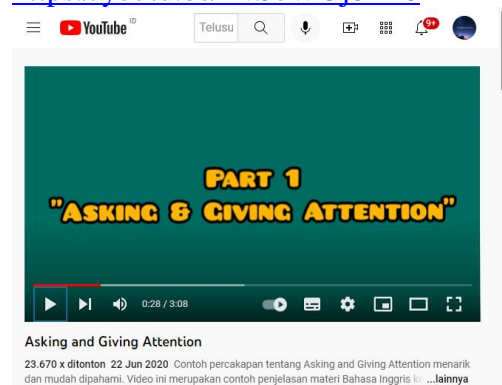 YouTube ID
Telusu
9+
PART 1
"ASKING & GIVING ATTENTION"
0:28 / 3:08
Asking and Giving Attention
23.670 x ditonton 22 Jun 2020 Contoh percakapan tentang Asking and Giving Attention menarik
dan mudah dipahami. Video ini merupakan contoh penjelasan materi Bahasa Inggris ke ...lainnya